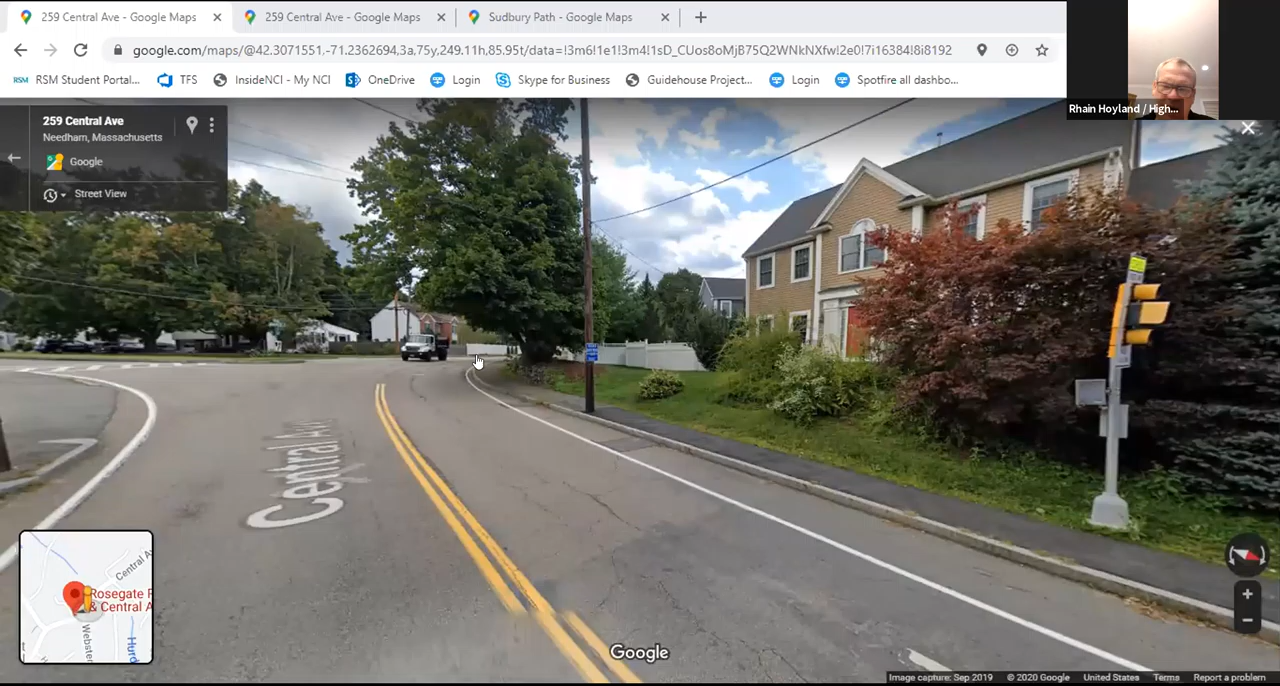 259 Central Ave - Google Maps
259 Central Ave - Google Maps
Sudbury Path - Google Maps
google.com/maps/@42.3071551,-71.2362694,3a,75y,249.11h,85.95t/data=!3m6!1e1!3m4!1sD_CUos8oMjB75Q2WNkNXfw!2e0!7i16384!8i8192
RSM RSM Student Portal...
TFS
InsideNCI - My NCI
OneDrive
Login
Skype for Business
Guidehouse Project...
Login
Spotfire all dashbo...
Rhain Hoyland / High...
259 Central Ave
Needham, Massachusetts
Google
Street View
Central Ave
Central A
Rosegate
& Central A
Webster
Google
Image capture: Sep 2019 © 2020 Google United States Terms Report a problem